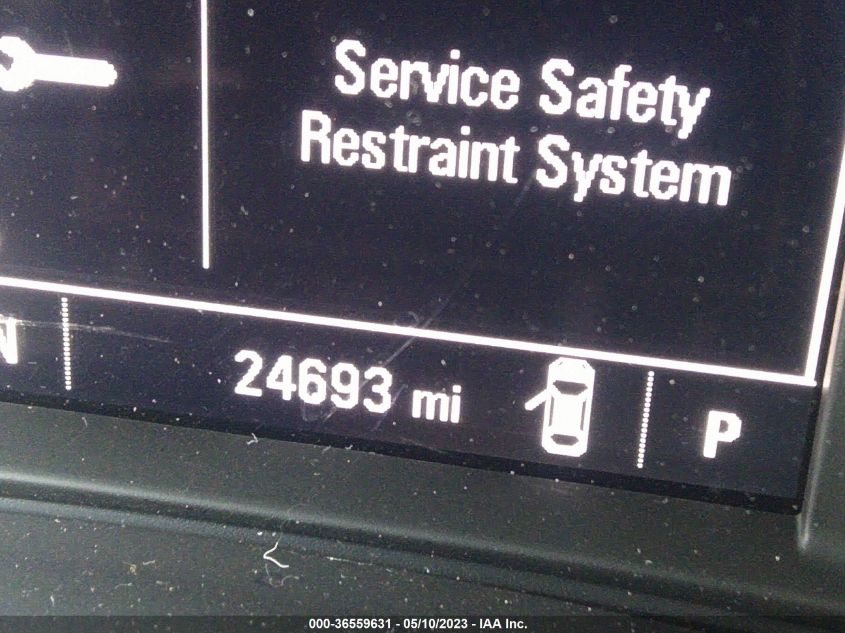 Service Safety
Restraint System
N
24693 mi
P
000-36559631 - 05/10/2023 - IAA Inc.